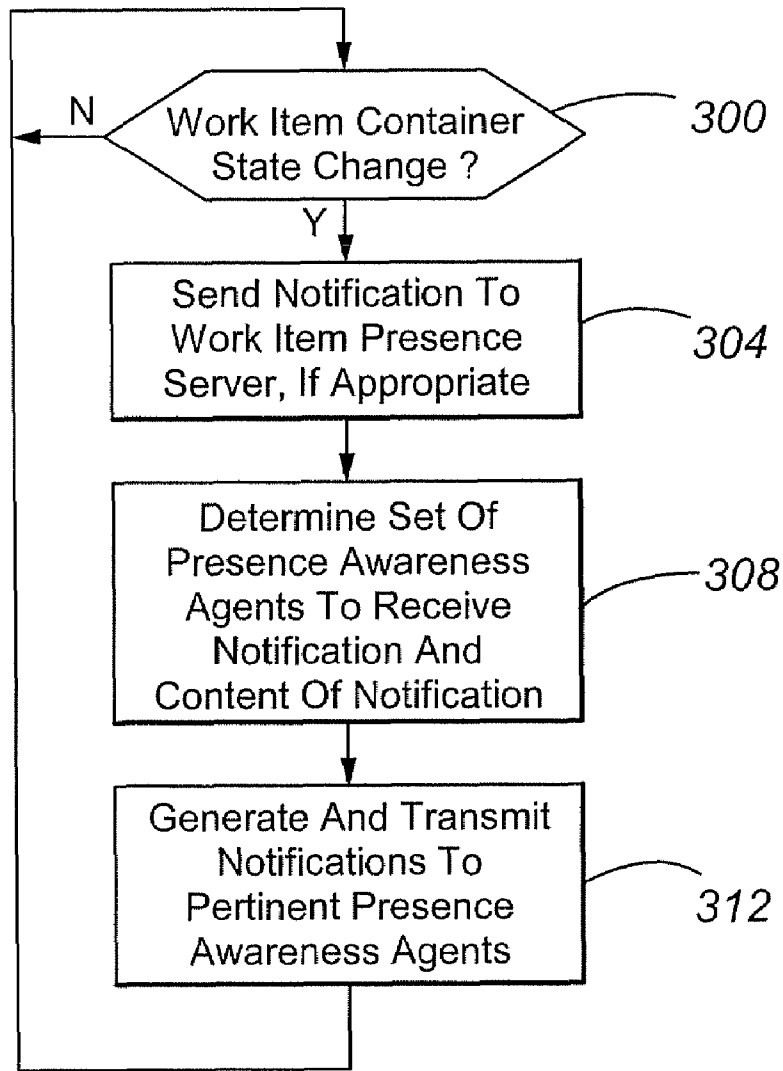 N
Work Item Container
State Change ?
300
Y
Send Notification To
Work Item Presence
Server, If Appropriate
304
Determine Set Of
Presence Awareness
Agents To Receive
Notification And
Content Of Notification
308
Generate And Transmit
Notifications To
Pertinent Presence
Awareness Agents
312